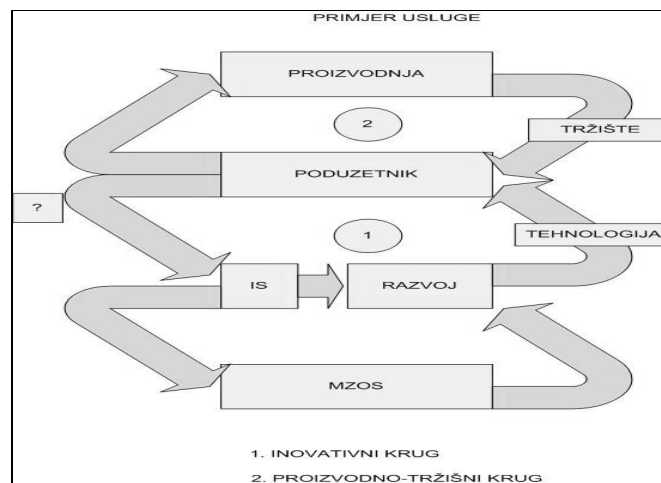 PRIMJER USLUGE
PROIZVODNJA
2
TRŽIŠTE
PODUZETNIK
?
1
TEHNOLOGIJA
IS
RAZVOJ
MZOS
1. INOVATIVNI KRUG
2. PROIZVODNO-TRŽIŠNI KRUG